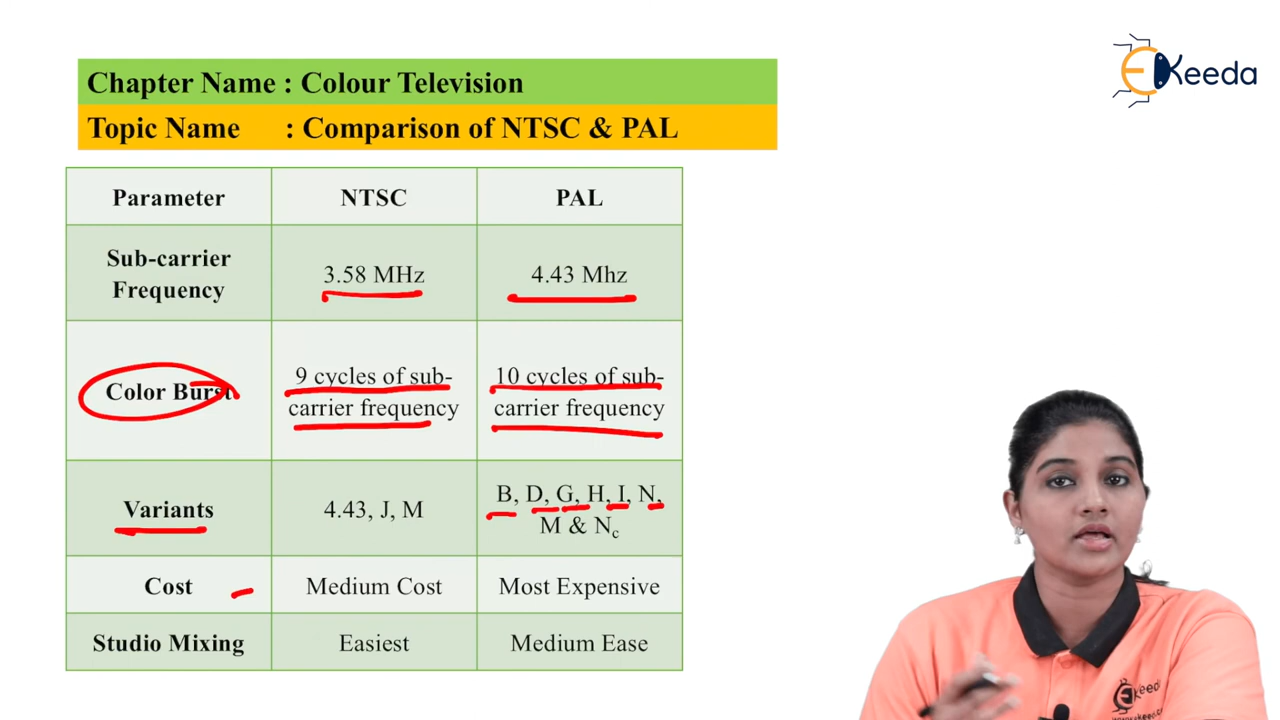 EKeeda
Chapter Name : Colour Television
Topic Name : Comparison of NTSC & PAL
Parameter NTSC PAL
Sub-carrier
Frequency
3.58 MHz
4.43 Mhz
Color Burst
9 cycles of sub-
carrier frequency
10 cycles of sub-
carrier frequency
Variants
4.43, J, M
B, D, G, H, I, N,
M & Nc
Cost Medium Cost Most Expensive
Studio Mixing Easiest Medium Ease
EKeeda